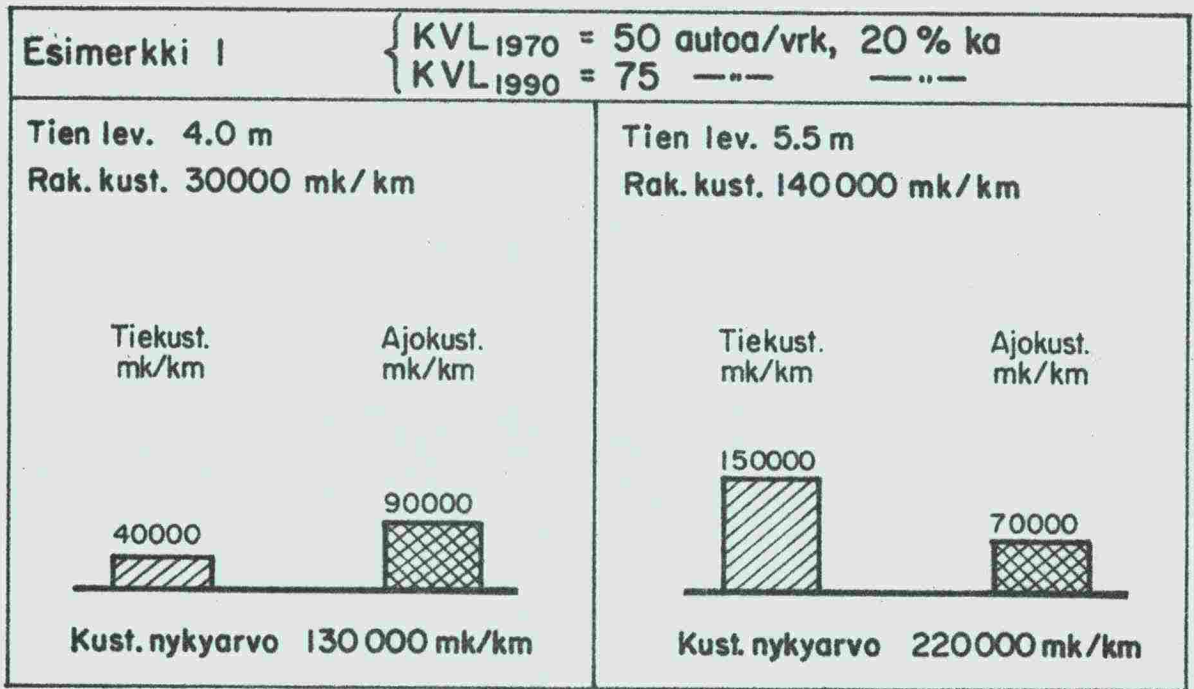 Esimerkki I
KVL1970 = 50 autoa/vrk, 20 % ka
KVL1990 = 75 —"— —"—
Tien lev. 4.0 m
Rak. kust. 30000 mk/km
Tiekust.
mk/km
Ajokust.
mk/km
40000
90000
Kust. nykyarvo 130 000 mk/km
Tien lev. 5.5 m
Rak. kust. 140 000 mk/km
Tiekust.
mk/km
Ajokust.
mk/km
150000
70000
Kust. nykyarvo 220000 mk/km